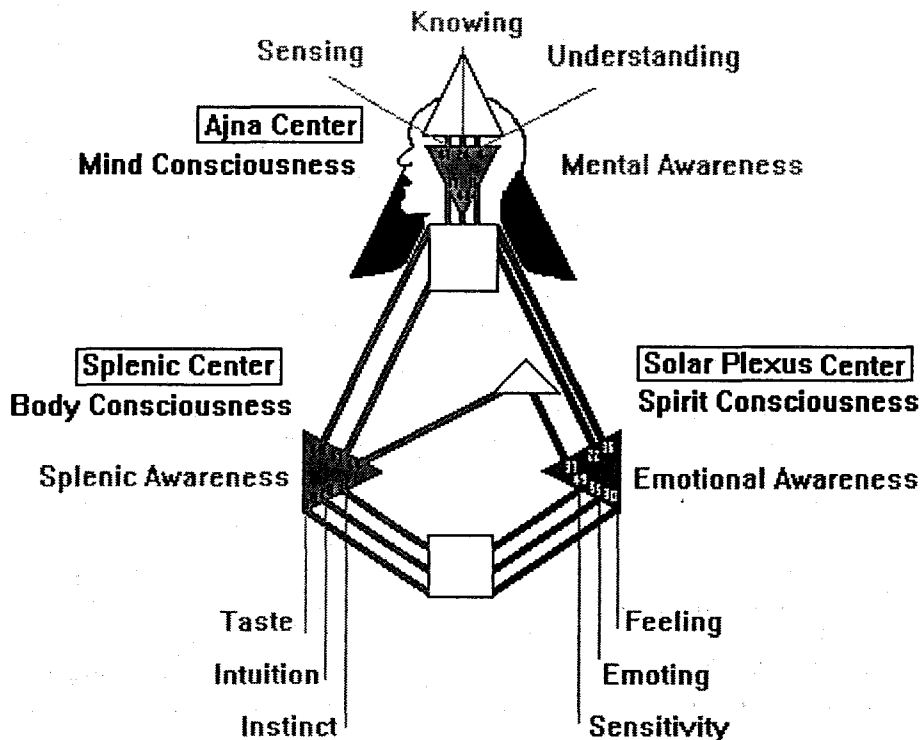 Knowing
Sensing
Understanding
Ajna Center
Mind Consciousness
Mental Awareness
Splenic Center
Body Consciousness
Solar Plexus Center
Spirit Consciousness
Splenic Awareness
Emotional Awareness
Taste
Feeling
Intuition
Emoting
Instinct
Sensitivity